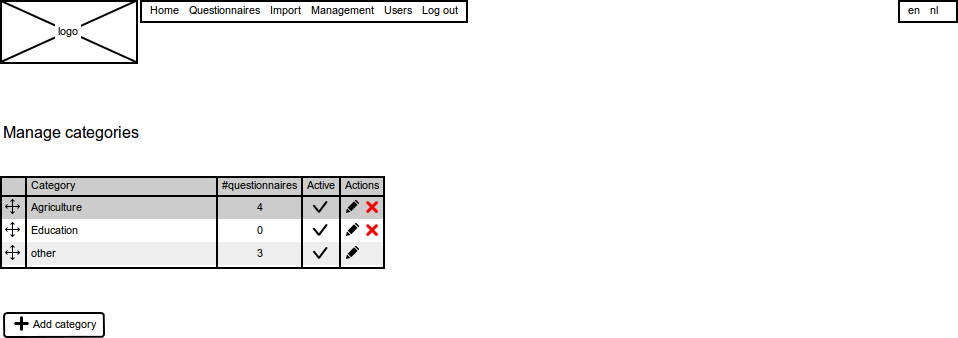 logo
Home Questionnaires Import Management Users Log out
en nl
Manage categories
Category #questionnaires Active Actions
Agriculture 4
Education 0
other 3
Add category